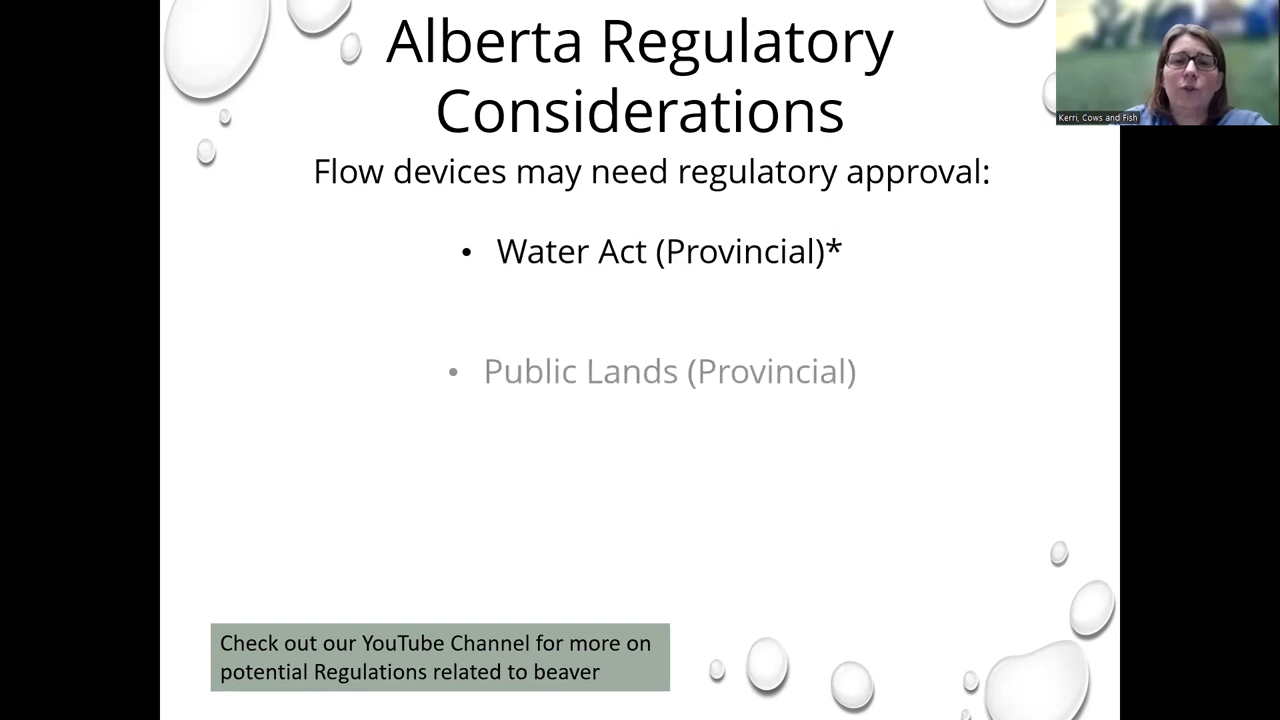 Alberta Regulatory
Considerations
Flow devices may need regulatory approval:
• Water Act (Provincial)*
• Public Lands (Provincial)
Check out our YouTube Channel for more on
potential Regulations related to beaver
Kerri, Cows and Fish